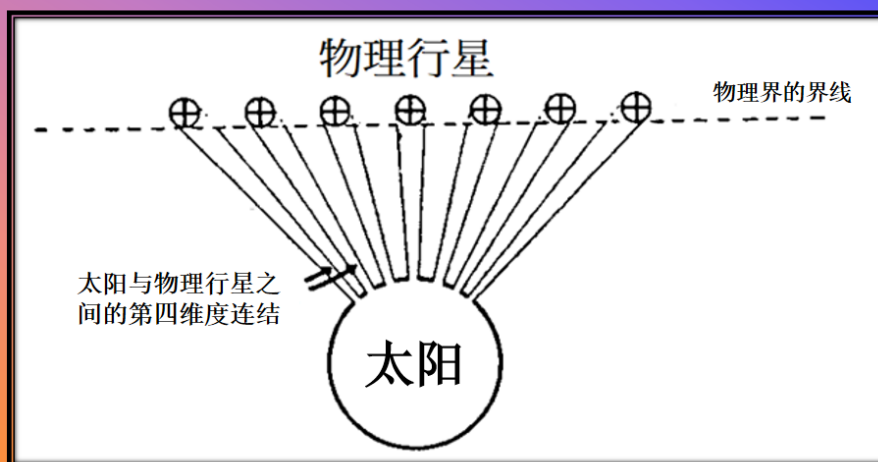 物理行星
物理界的界线
太阳与物理行星之
间的第四维度连结
太阳